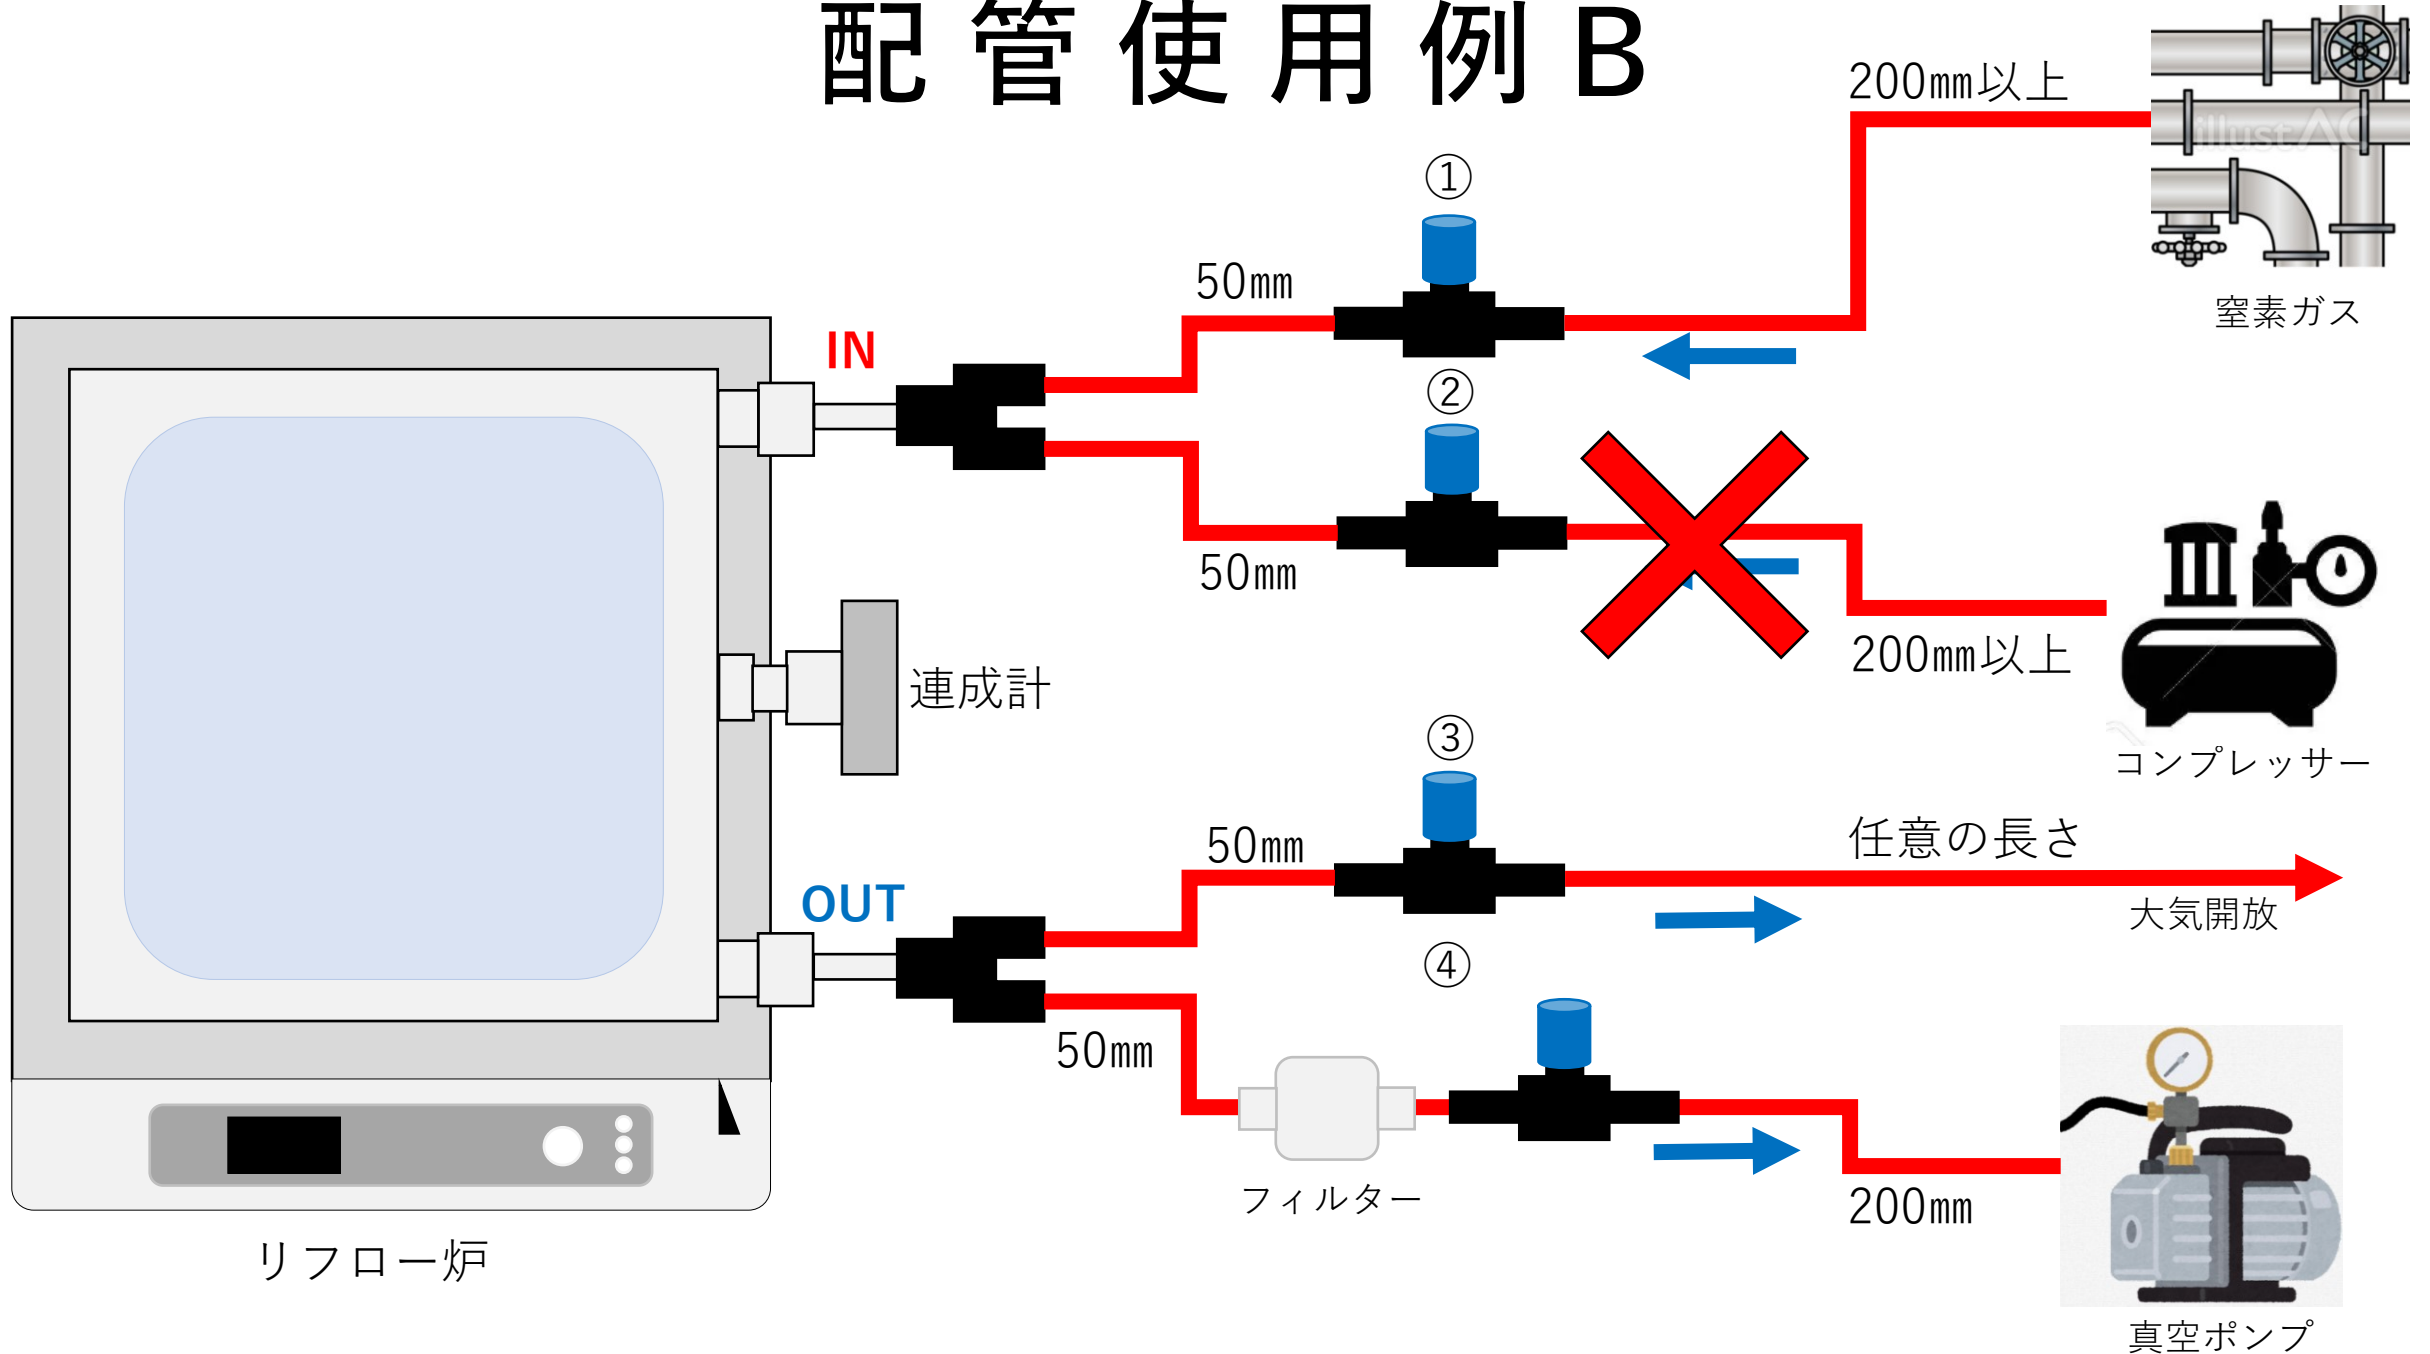 配管使用例B
200㎜以上
illustAC
①
50㎜
窒素ガス
IN
②
50㎜
200㎜以上
連成計
コンプレッサー
③
50㎜
任意の長さ
OUT
大気開放
④
50㎜
フィルター
200㎜
リフロー炉
真空ポンプ